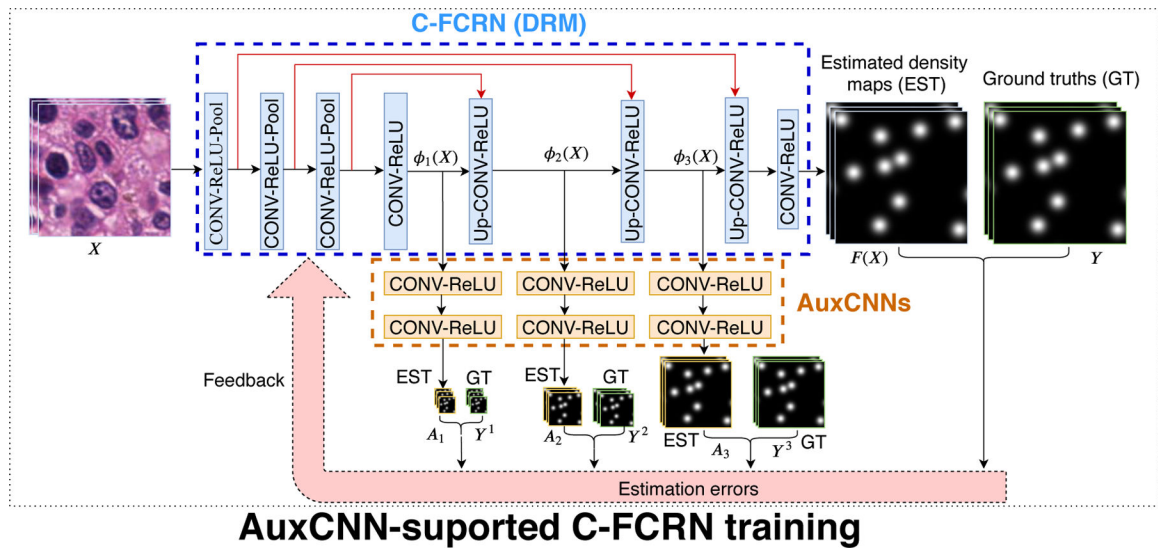 C-FCRN (DRM)
Estimated density
maps (EST)
Ground truths (GT)
X
CONV-ReLU-Pool
CONV-ReLU-Pool
CONV-ReLU-Pool
CONV-ReLU
ϕ₁(X)
Up-CONV-ReLU
ϕ₂(X)
Up-CONV-ReLU
ϕ₃(X)
Up-CONV-ReLU
CONV-ReLU
F(X)
Y
CONV-ReLU
CONV-ReLU
CONV-ReLU
AuxCNNs
CONV-ReLU
CONV-ReLU
CONV-ReLU
Feedback
EST
GT
A₁
Y¹
EST
GT
A₂
Y²
EST
A₃
Y³
GT
Estimation errors
AuxCNN-suported C-FCRN training